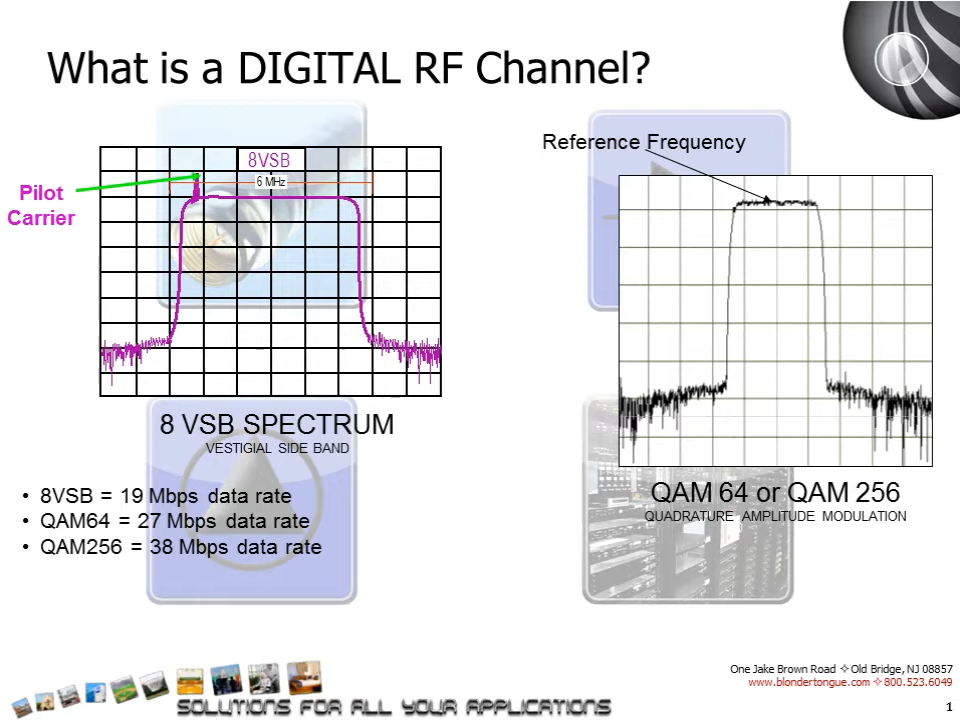 What is a DIGITAL RF Channel?
8VSB
6 MHz
Pilot
Carrier
8 VSB SPECTRUM
VESTIGIAL SIDE BAND
Reference Frequency
QAM 64 or QAM 256
QUADRATURE AMPLITUDE MODULATION
• 8VSB = 19 Mbps data rate
• QAM64 = 27 Mbps data rate
• QAM256 = 38 Mbps data rate
SOLUTIONS FOR ALL YOUR APPLICATIONS
One Jake Brown Road ✧ Old Bridge, NJ 08857
www.blondertongue.com ✧ 800.523.6049
1